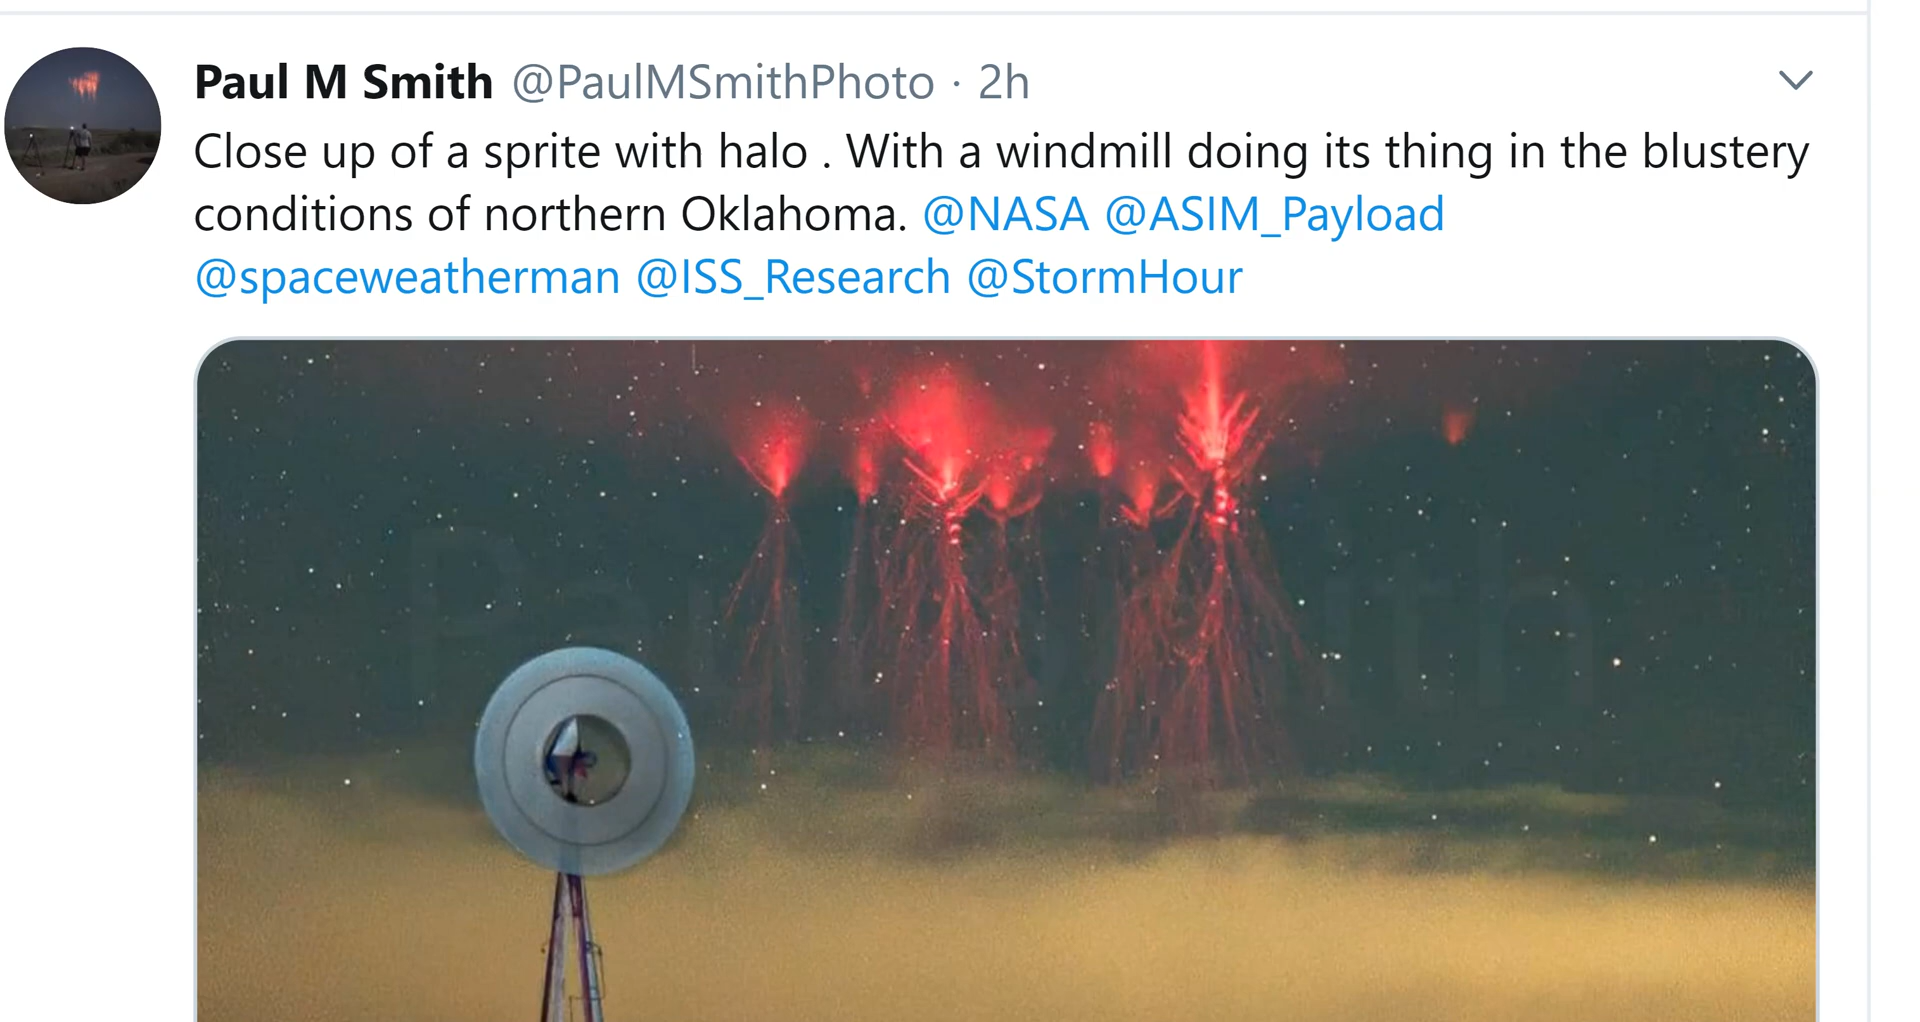 Paul M Smith @PaulMSmithPhoto · 2h
Close up of a sprite with halo . With a windmill doing its thing in the blustery
conditions of northern Oklahoma. @NASA @ASIM_Payload
@spaceweatherman @ISS_Research @StormHour